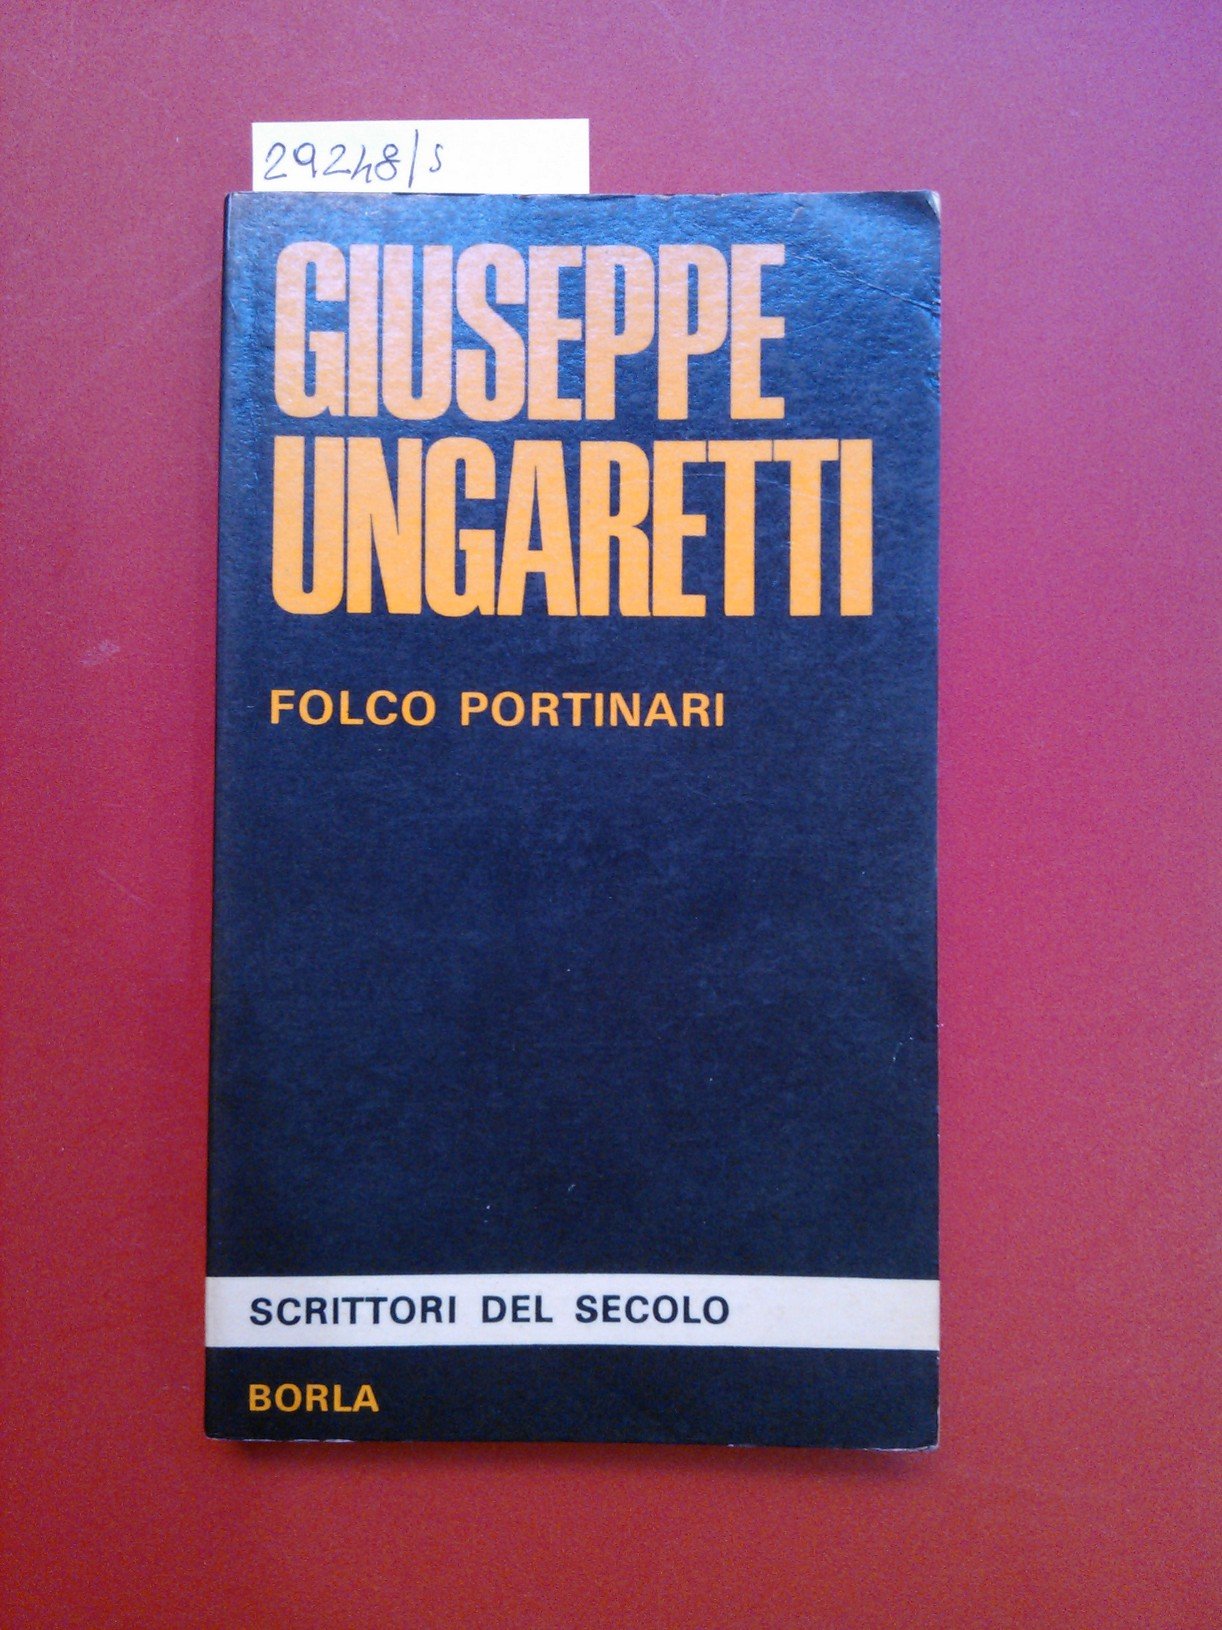 29248/s
GIUSEPPE
UNGARETTI
FOLCO PORTINARI
SCRITTORI DEL SECOLO
BORLA